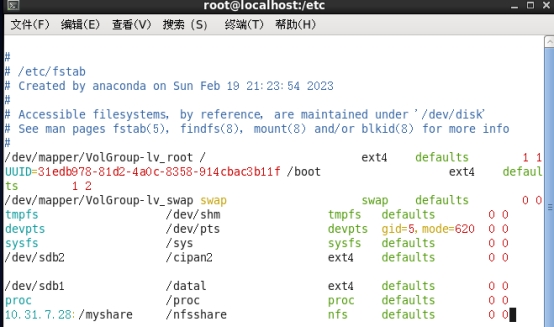 root@localhost:/etc
文件(F) 编辑(E) 查看(V) 搜索 (S) 终端(T) 帮助(H)
#
# /etc/fstab
# Created by anaconda on Sun Feb 19 21:23:54 2023
#
# Accessible filesystems, by reference, are maintained under '/dev/disk'
# See man pages fstab(5), findfs(8), mount(8) and/or blkid(8) for more info
#
/dev/mapper/VolGroup-lv_root / ext4 defaults 1 1
UUID=31edb978-81d2-4a0c-8358-914cbac3b11f /boot ext4 defaul
ts 1 2
/dev/mapper/VolGroup-lv_swap swap swap defaults 0 0
tmpfs /dev/shm tmpfs defaults 0 0
devpts /dev/pts devpts gid=5,mode=620 0 0
sysfs /sys sysfs defaults 0 0
/dev/sdb2 /cipan2 ext4 defaults 0 0
/dev/sdb1 /data1 ext4 defaults 0 0
proc /proc proc defaults 0 0
10.31.7.28:/myshare /nfsshare nfs defaults 0 0